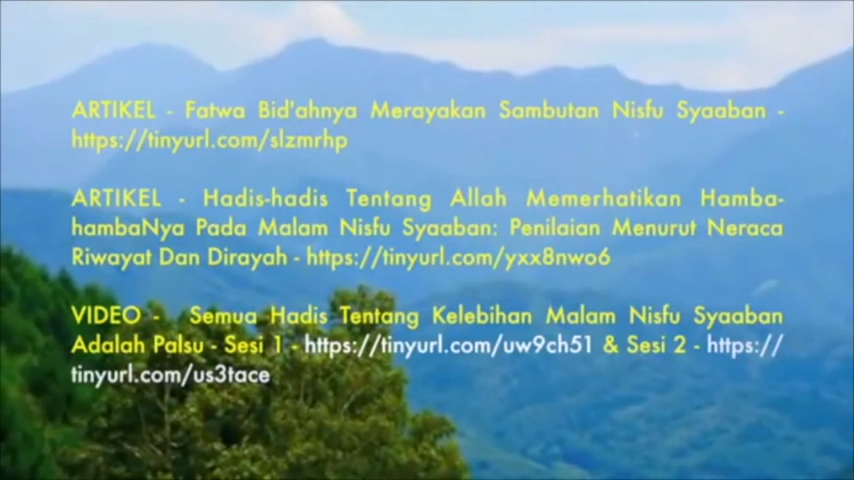 ARTIKEL - Fatwa Bid'ahnya Merayakan Sambutan Nisfu Syaaban -
https://tinyurl.com/slzmrhp
ARTIKEL - Hadis-hadis Tentang Allah Memerhatikan Hamba-
hambaNya Pada Malam Nisfu Syaaban: Penilaian Menurut Neraca
Riwayat Dan Dirayah - https://tinyurl.com/yxx8nwo6
VIDEO - Semua Hadis Tentang Kelebihan Malam Nisfu Syaaban
Adalah Palsu - Sesi 1 - https://tinyurl.com/uw9ch51 & Sesi 2 - https://
tinyurl.com/us3tace